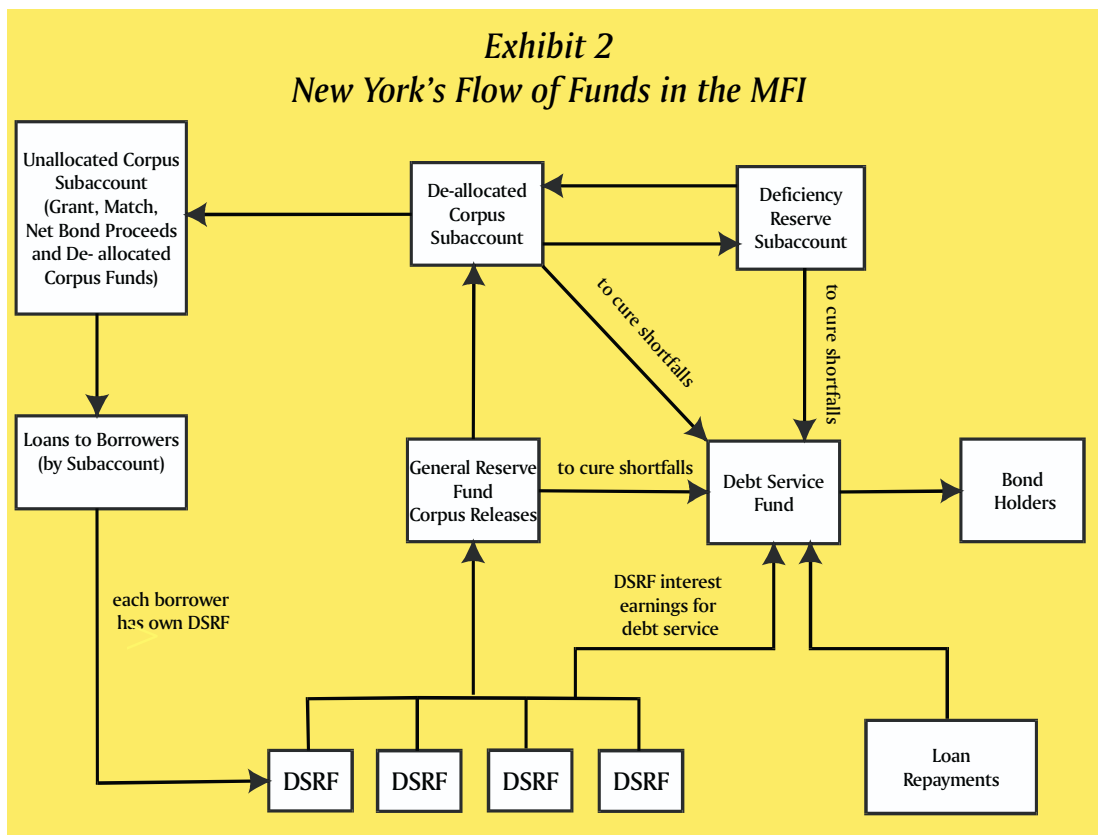 Exhibit 2
New York's Flow of Funds in the MFI
Unallocated Corpus
Subaccount
(Grant, Match,
Net Bond Proceeds
and De- allocated
Corpus Funds)
De-allocated
Corpus
Subaccount
Deficiency
Reserve
Subaccount
to cure shortfalls
to cure shortfalls
Loans to Borrowers
(by Subaccount)
General Reserve
Fund
Corpus Releases
to cure shortfalls
Debt Service
Fund
Bond
Holders
each borrower
has own DSRF
DSRF interest
earnings for
debt service
DSRF
DSRF
DSRF
DSRF
Loan
Repayments